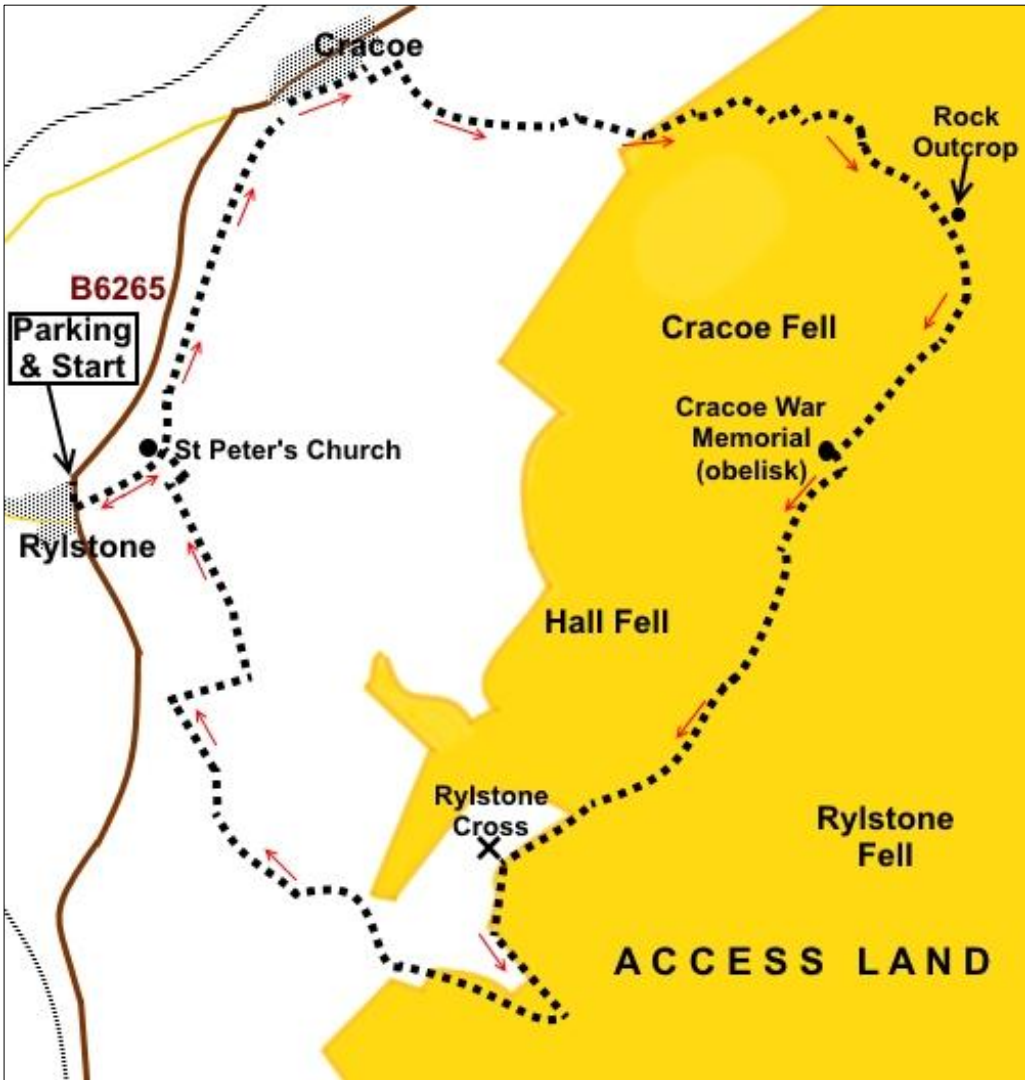 Cracoe
Rock
Outcrop
B6265
Parking
& Start
Cracoe Fell
Cracoe War
Memorial
(obelisk)
St Peter's Church
Rylstone
Hall Fell
Rylstone
Cross
Rylstone
Fell
ACCESS LAND